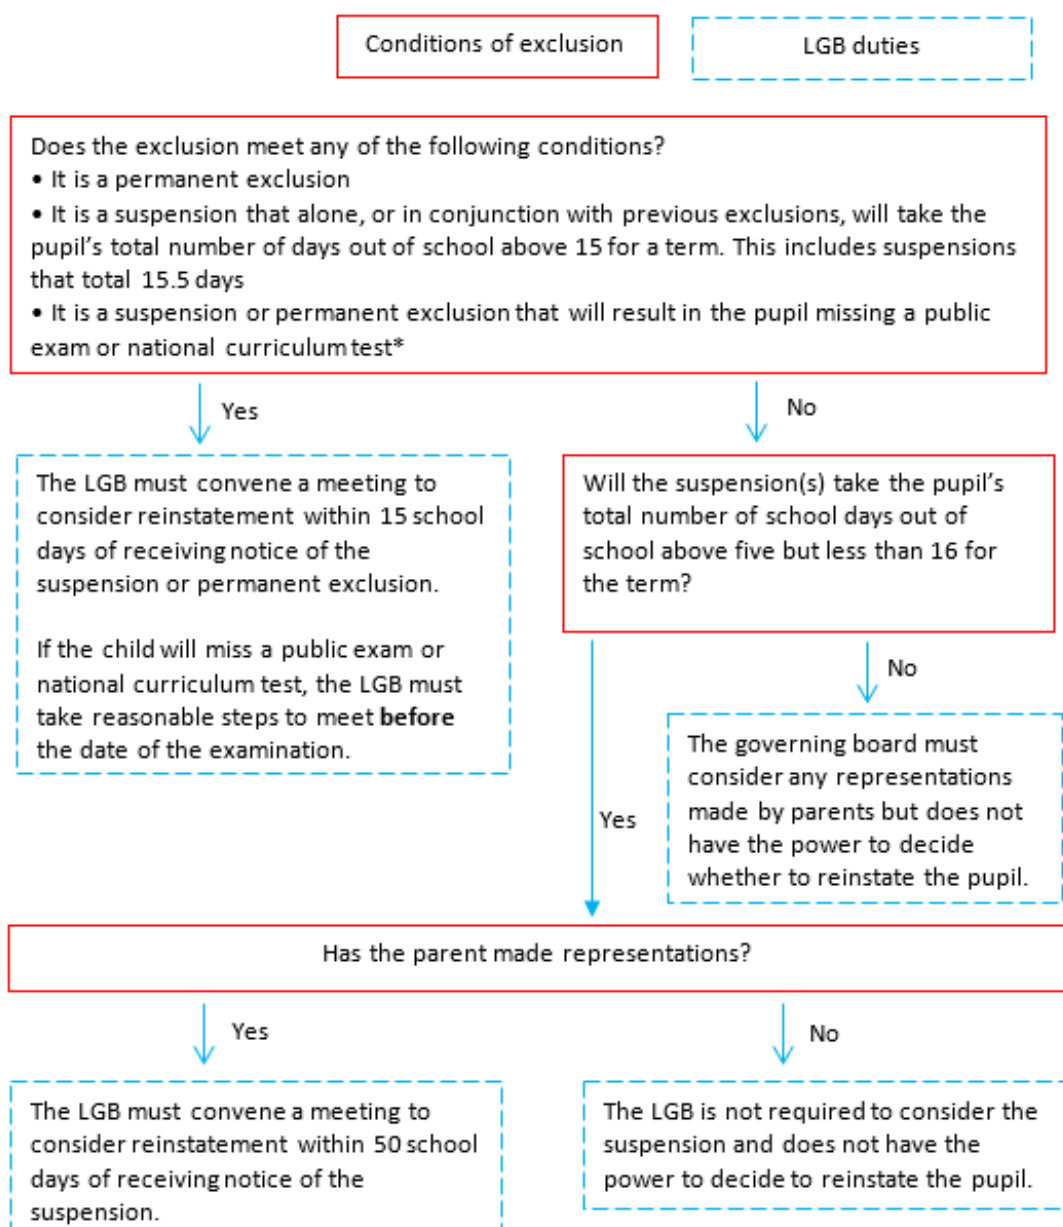 Conditions of exclusion
LGB duties
Does the exclusion meet any of the following conditions?
• It is a permanent exclusion
• It is a suspension that alone, or in conjunction with previous exclusions, will take the
pupil's total number of days out of school above 15 for a term. This includes suspensions
that total 15.5 days
• It is a suspension or permanent exclusion that will result in the pupil missing a public
exam or national curriculum test*
Yes
No
The LGB must convene a meeting to
consider reinstatement within 15 school
days of receiving notice of the
suspension or permanent exclusion.
If the child will miss a public exam or
national curriculum test, the LGB must
take reasonable steps to meet before
the date of the examination.
Will the suspension(s) take the pupil's
total number of school days out of
school above five but less than 16 for
the term?
No
The governing board must
consider any representations
made by parents but does not
have the power to decide
whether to reinstate the pupil.
Yes
Has the parent made representations?
Yes
No
The LGB must convene a meeting to
consider reinstatement within 50 school
days of receiving notice of the
suspension.
The LGB is not required to consider the
suspension and does not have the
power to decide to reinstate the pupil.